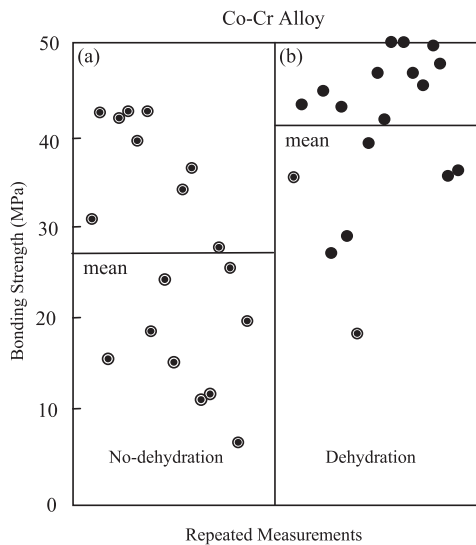 Co-Cr Alloy
50
(a)
(b)
40
mean
30
mean
20
10
No-dehydration
Dehydration
0
Bonding Strength (MPa)
Repeated Measurements